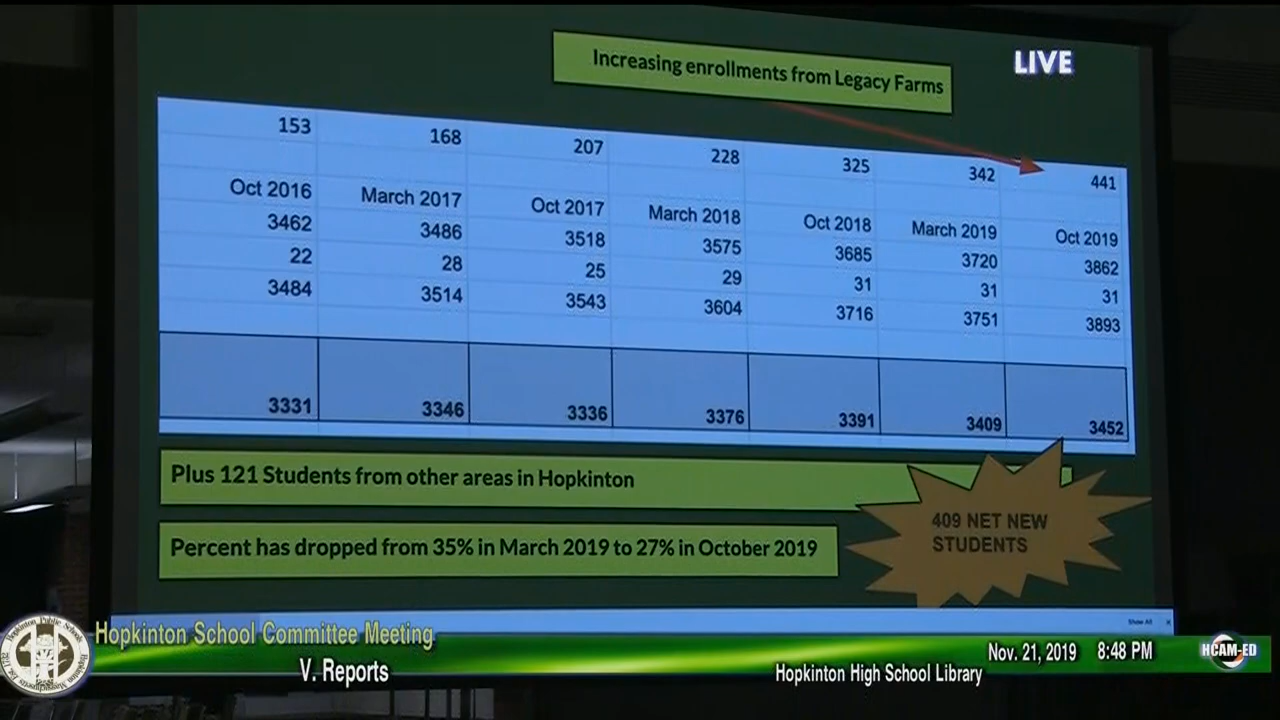 Increasing enrollments from Legacy Farms
LIVE
153 168 207 228 325 342 441
Oct 2016 March 2017 Oct 2017 March 2018 Oct 2018 March 2019 Oct 2019
3462 3486 3518 3575 3685 3720 3862
22 28 25 29 31 31 31
3484 3514 3543 3604 3716 3751 3893
3331 3346 3336 3376 3391 3409 3452
Plus 121 Students from other areas in Hopkinton
409 NET NEW
STUDENTS
Percent has dropped from 35% in March 2019 to 27% in October 2019
Show All
Hopkinton School Committee Meeting
V. Reports
Hopkinton High School Library
Nov. 21, 2019 8:48 PM
HCAM-ED